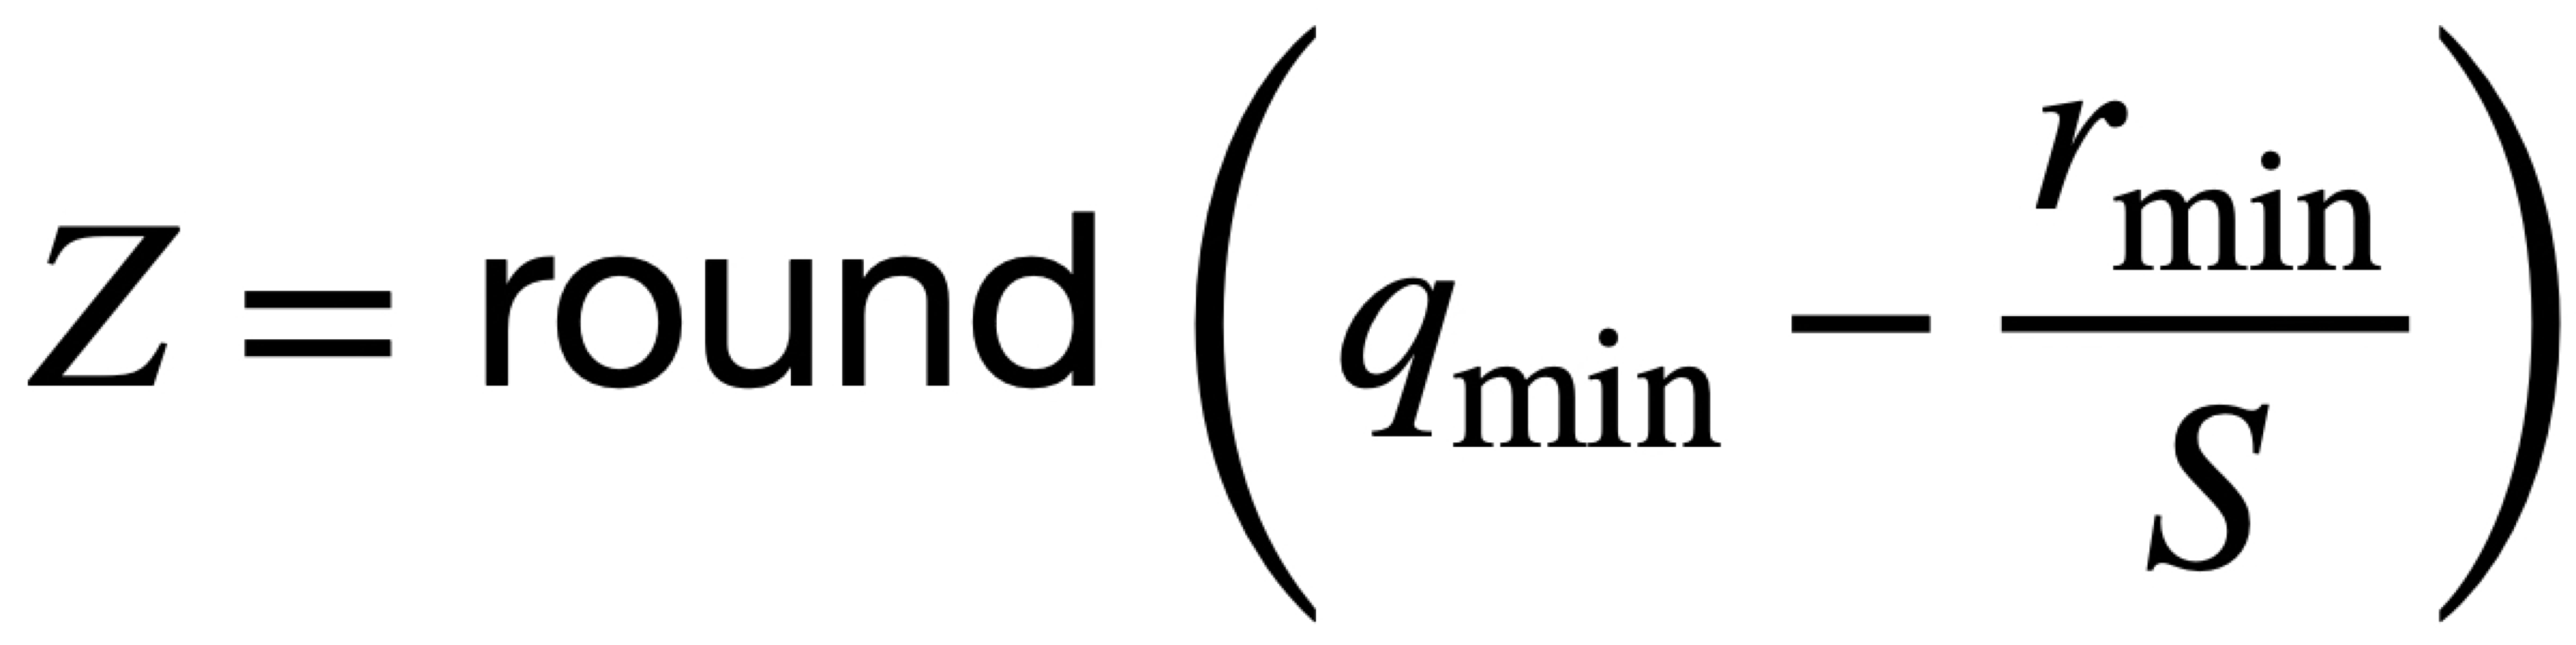 Z = round ( q_min − r_min / S )